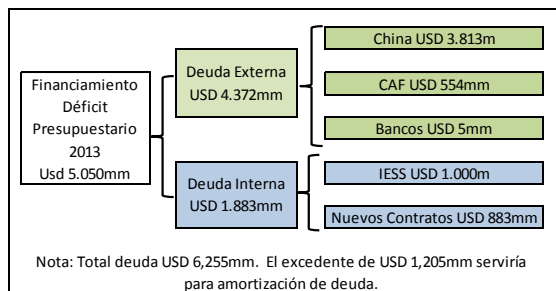 Financiamiento
Déficit
Presupuestario
2013
Usd 5.050mm
Deuda Externa
USD 4.372mm
China USD 3.813m
CAF USD 554mm
Bancos USD 5mm
Deuda Interna
USD 1.883mm
IESS USD 1.000m
Nuevos Contratos USD 883mm
Nota: Total deuda USD 6,255mm. El excedente de USD 1,205mm serviría
para amortización de deuda.